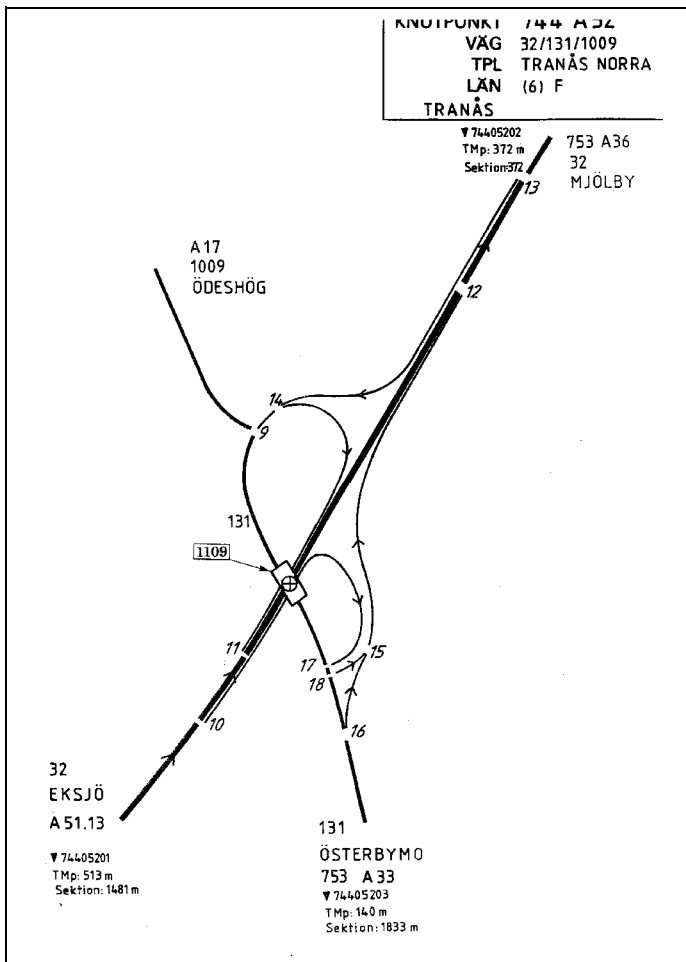 KNUTPUNKT 744 A 52
VÄG 32/131/1009
TPL TRANÅS NORRA
LÄN (6) F
TRANÅS
▼74405202
TMp: 372 m
Sektion:372
753 A36
32
MJÖLBY
13
12
A17
1009
ÖDESHÖG
14
9
131
1109
11
10
17
18
15
16
32
EKSJÖ
A 51.13
▼74405201
TMp: 513 m
Sektion: 1481 m
131
ÖSTERBYMO
753 A33
▼74405203
TMp: 140 m
Sektion: 1833 m